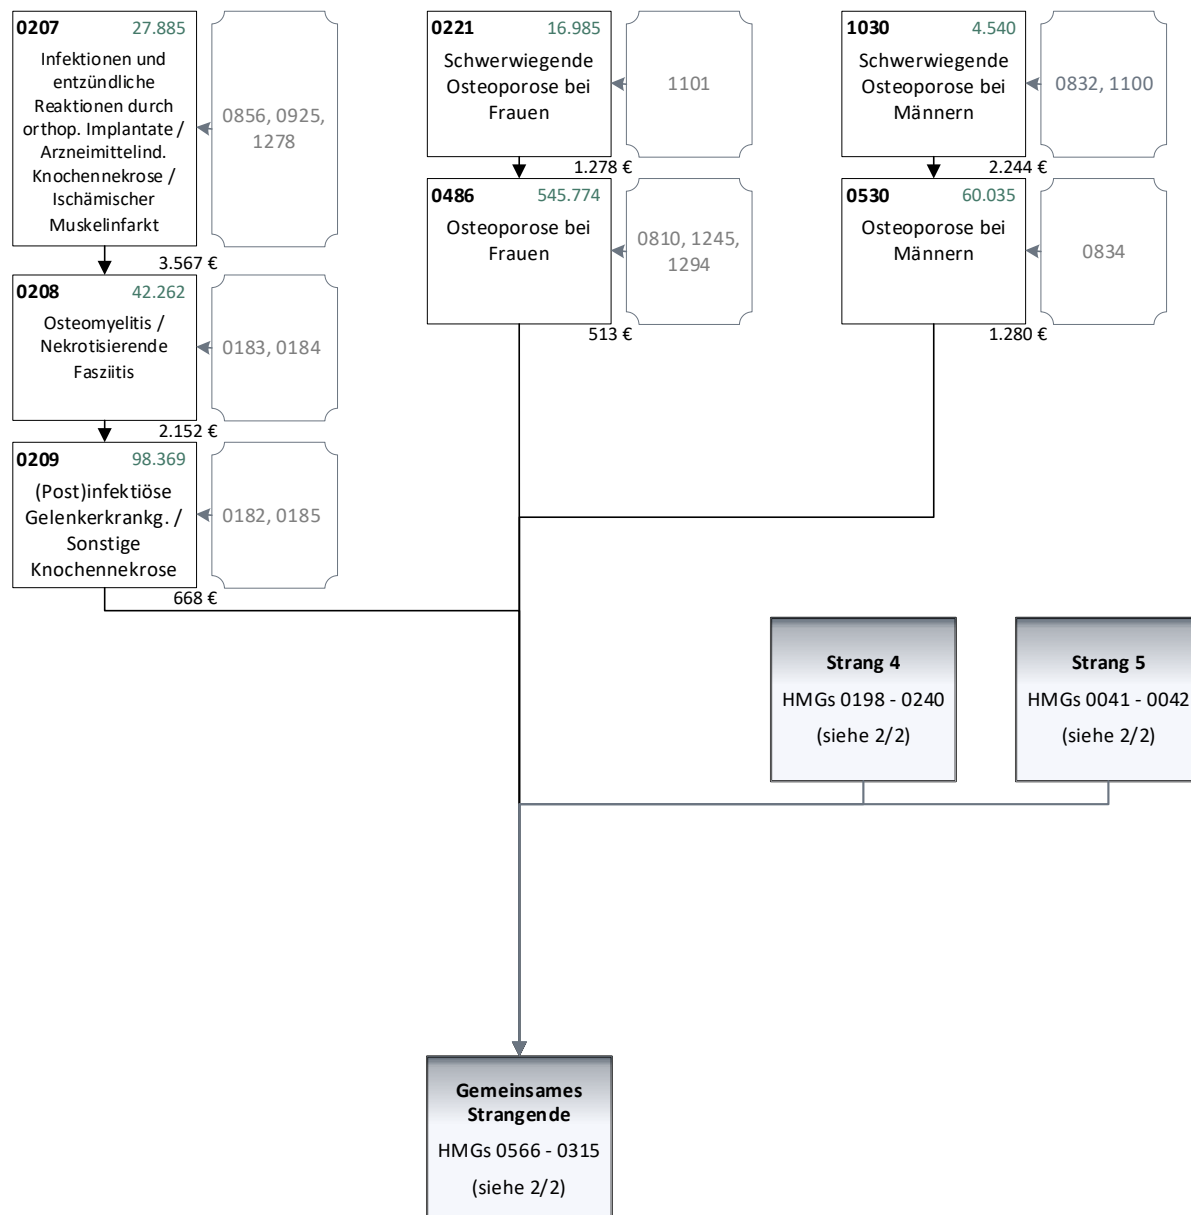 0207 27.885
Infektionen und
entzündliche
Reaktionen durch
orthop. Implantate /
Arzneimittelind.
Knochennekrose /
Ischämischer
Muskelinfarkt
0856, 0925,
1278
3.567 €
0208 42.262
Osteomyelitis /
Nekrotisierende
Fasziitis
0183, 0184
2.152 €
0209 98.369
(Post)infektiöse
Gelenkerkrankg. /
Sonstige
Knochennekrose
0182, 0185
668 €
0221 16.985
Schwerwiegende
Osteoporose bei
Frauen
1101
1.278 €
0486 545.774
Osteoporose bei
Frauen
0810, 1245,
1294
513 €
1030 4.540
Schwerwiegende
Osteoporose bei
Männern
0832, 1100
2.244 €
0530 60.035
Osteoporose bei
Männern
0834
1.280 €
Strang 4
HMGs 0198 - 0240
(siehe 2/2)
Strang 5
HMGs 0041 - 0042
(siehe 2/2)
Gemeinsames
Strangende
HMGs 0566 - 0315
(siehe 2/2)